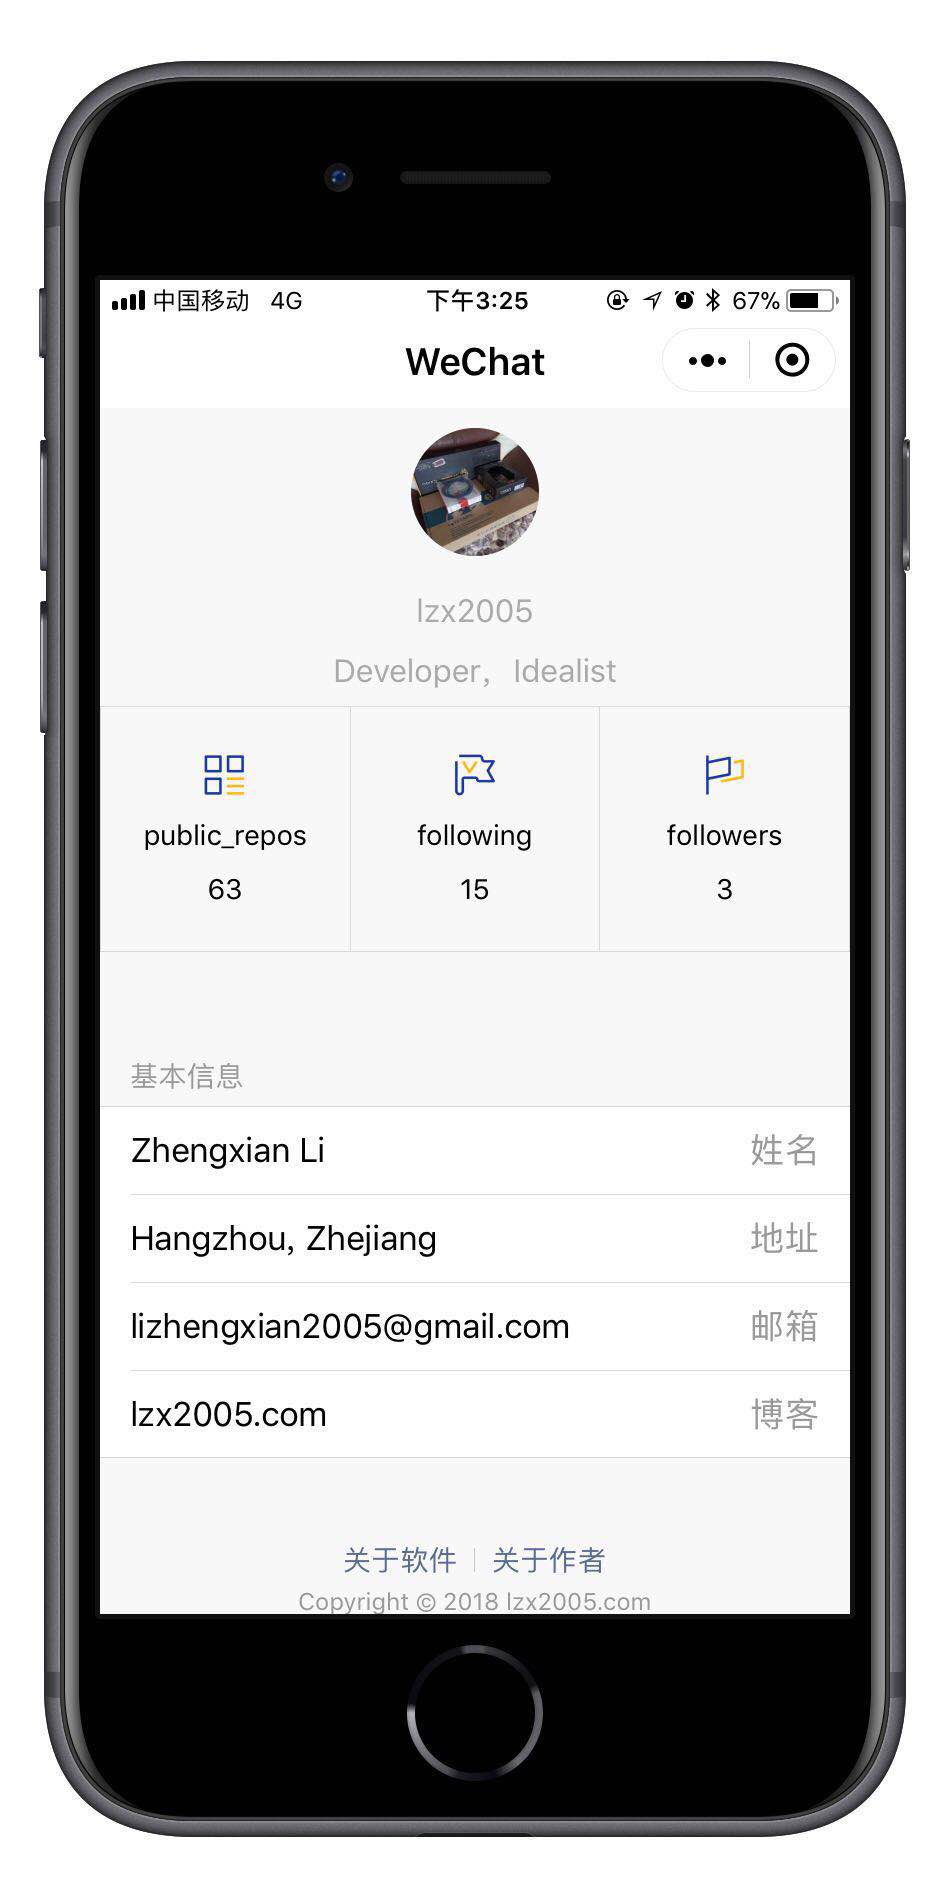 中国移动 4G 下午3:25 67%
WeChat
lzx2005
Developer，Idealist
public_repos following followers
63 15 3
基本信息
Zhengxian Li 姓名
Hangzhou, Zhejiang 地址
lizhengxian2005@gmail.com 邮箱
lzx2005.com 博客
关于软件 关于作者
Copyright © 2018 lzx2005.com